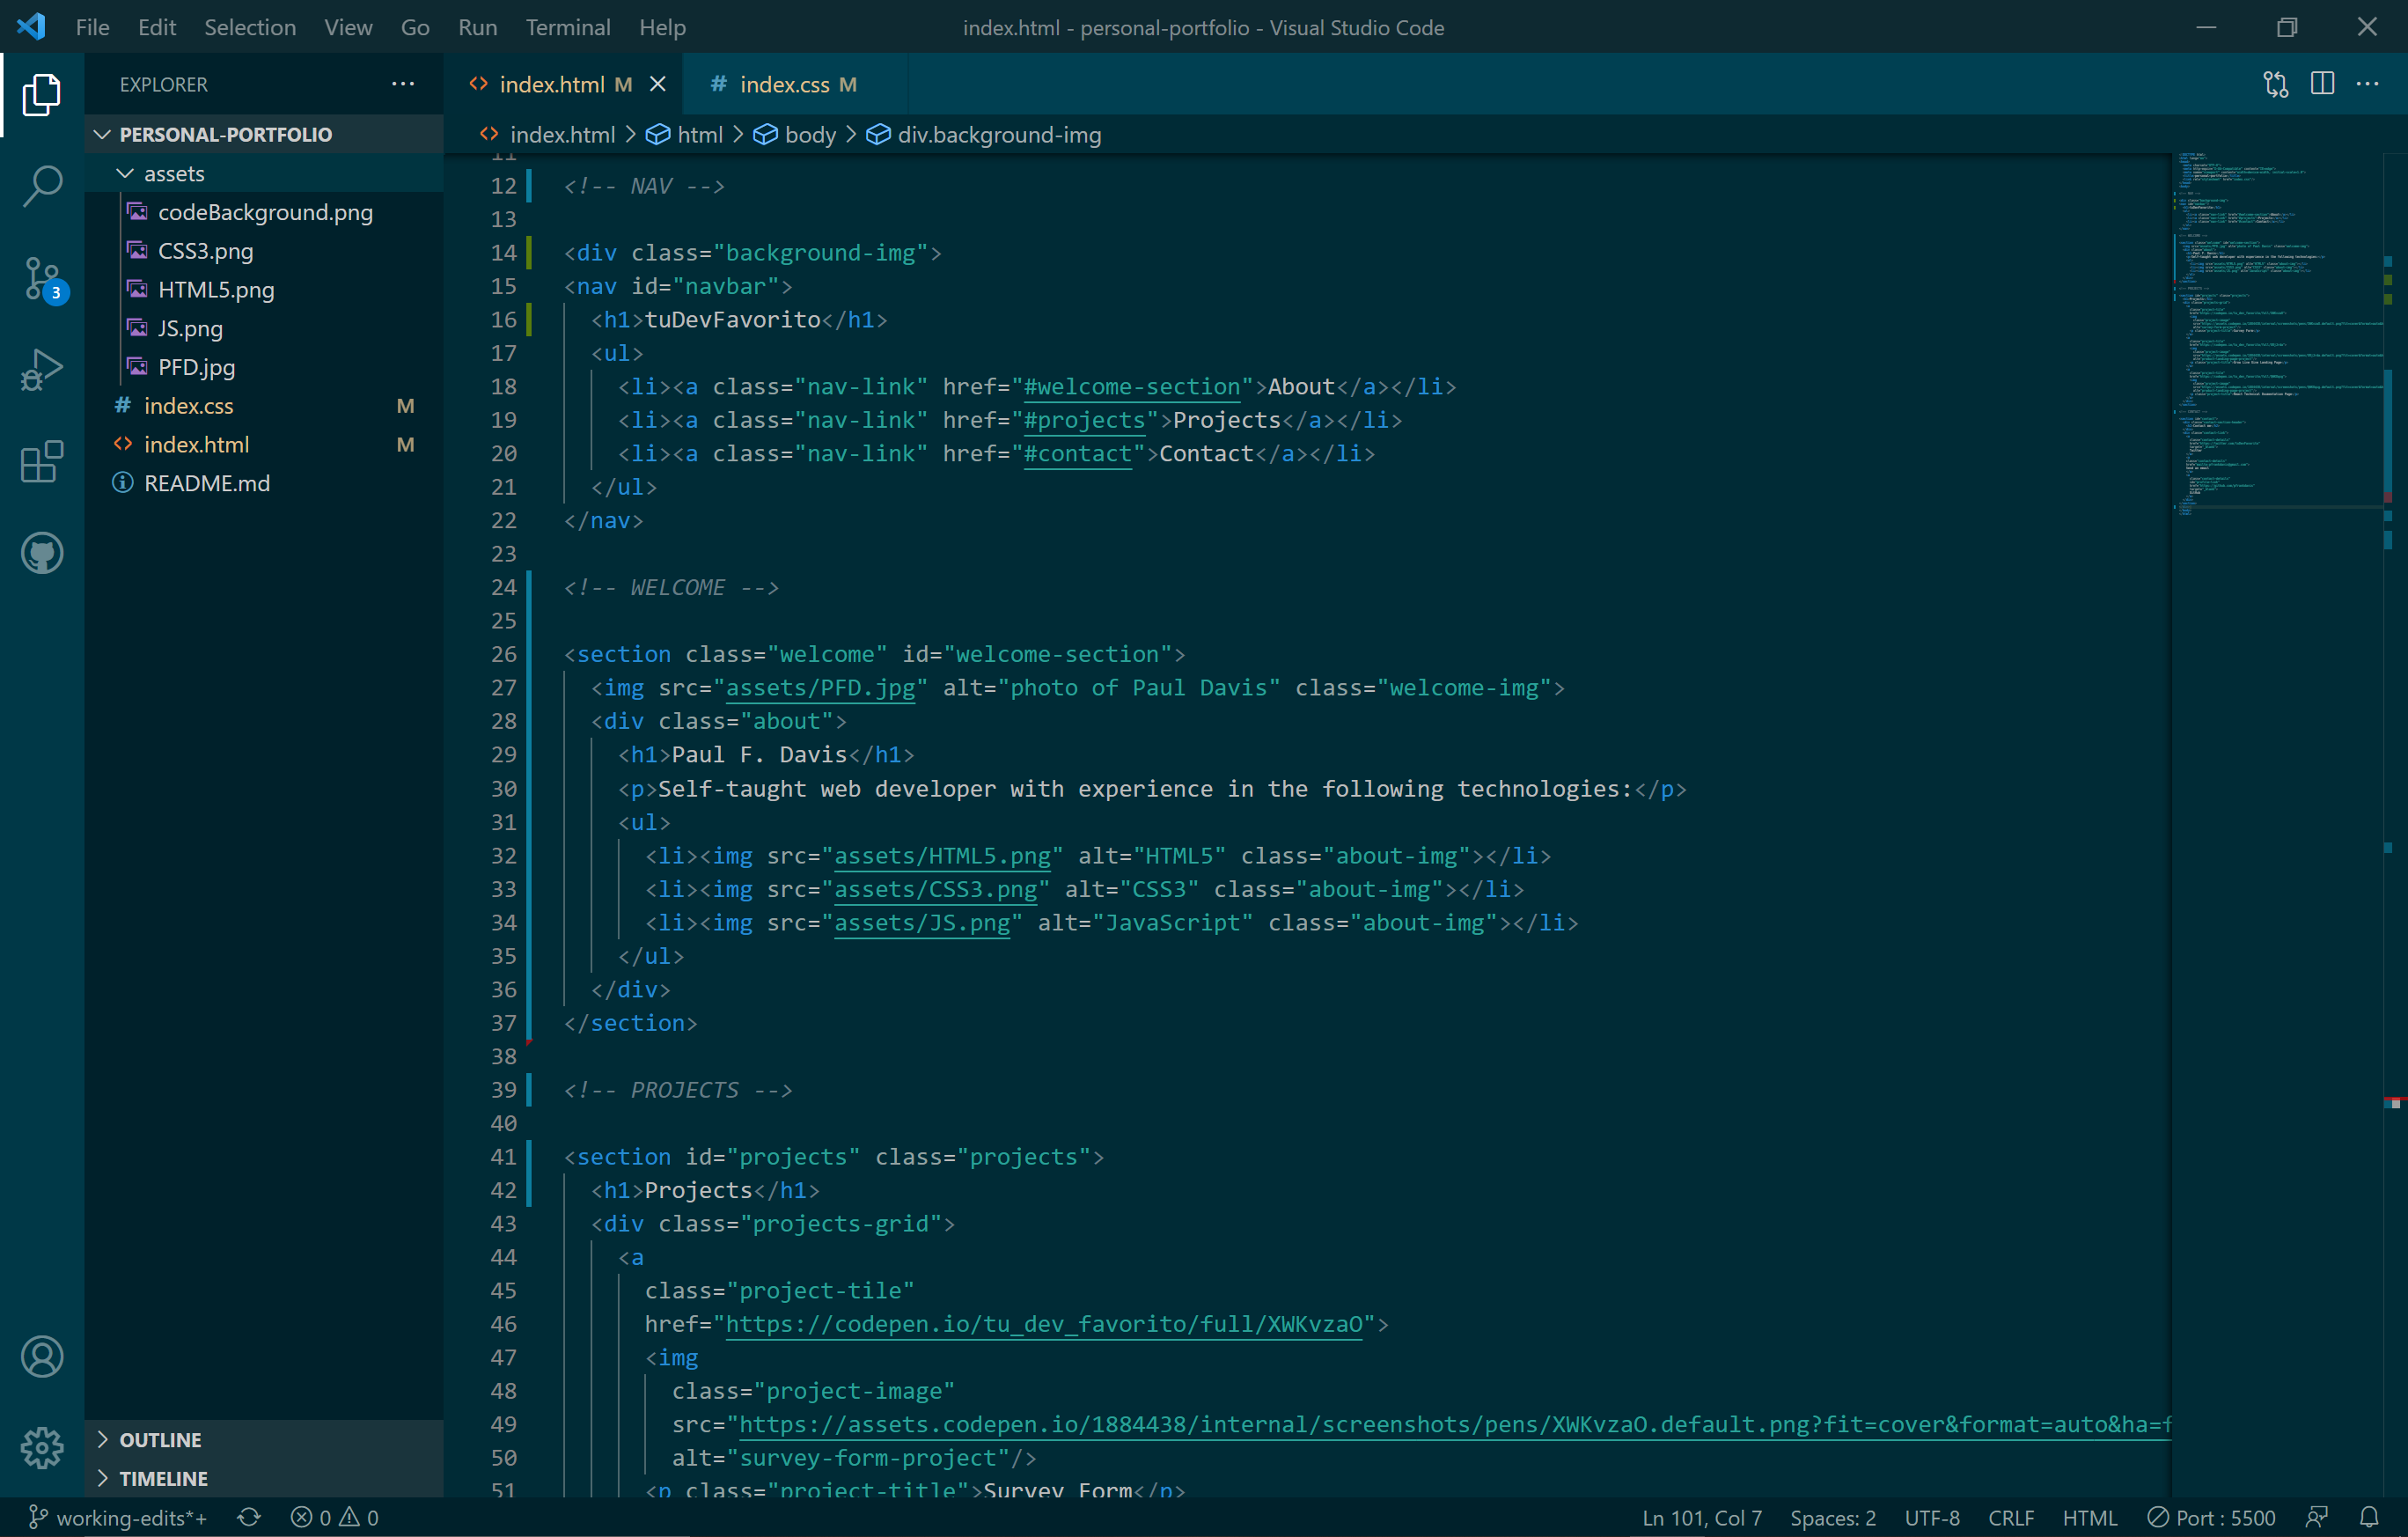 File Edit Selection View Go Run Terminal Help
index.html - personal-portfolio - Visual Studio Code
EXPLORER
index.html M
# index.css M
PERSONAL-PORTFOLIO
index.html > html > body > div.background-img
assets
codeBackground.png
CSS3.png
HTML5.png
JS.png
PFD.jpg
# index.css M
index.html M
README.md
3
OUTLINE
TIMELINE
11
12 <!-- NAV -->
13
14 <div class="background-img">
15 <nav id="navbar">
16 <h1>tuDevFavorito</h1>
17 <ul>
18 <li><a class="nav-link" href="#welcome-section">About</a></li>
19 <li><a class="nav-link" href="#projects">Projects</a></li>
20 <li><a class="nav-link" href="#contact">Contact</a></li>
21 </ul>
22 </nav>
23
24 <!-- WELCOME -->
25
26 <section class="welcome" id="welcome-section">
27 <img src="assets/PFD.jpg" alt="photo of Paul Davis" class="welcome-img">
28 <div class="about">
29 <h1>Paul F. Davis</h1>
30 <p>Self-taught web developer with experience in the following technologies:</p>
31 <ul>
32 <li><img src="assets/HTML5.png" alt="HTML5" class="about-img"></li>
33 <li><img src="assets/CSS3.png" alt="CSS3" class="about-img"></li>
34 <li><img src="assets/JS.png" alt="JavaScript" class="about-img"></li>
35 </ul>
36 </div>
37 </section>
38
39 <!-- PROJECTS -->
40
41 <section id="projects" class="projects">
42 <h1>Projects</h1>
43 <div class="projects-grid">
44 <a
45 class="project-tile"
46 href="https://codepen.io/tu_dev_favorito/full/XWKvzaO">
47 <img
48 class="project-image"
49 src="https://assets.codepen.io/1884438/internal/screenshots/pens/XWKvzaO.default.png?fit=cover&format=auto&ha=f
50 alt="survey-form-project"/>
51 <p class="project-title">Survey Form</p>
working-edits*+ 0 0
Ln 101, Col 7 Spaces: 2 UTF-8 CRLF HTML Port : 5500